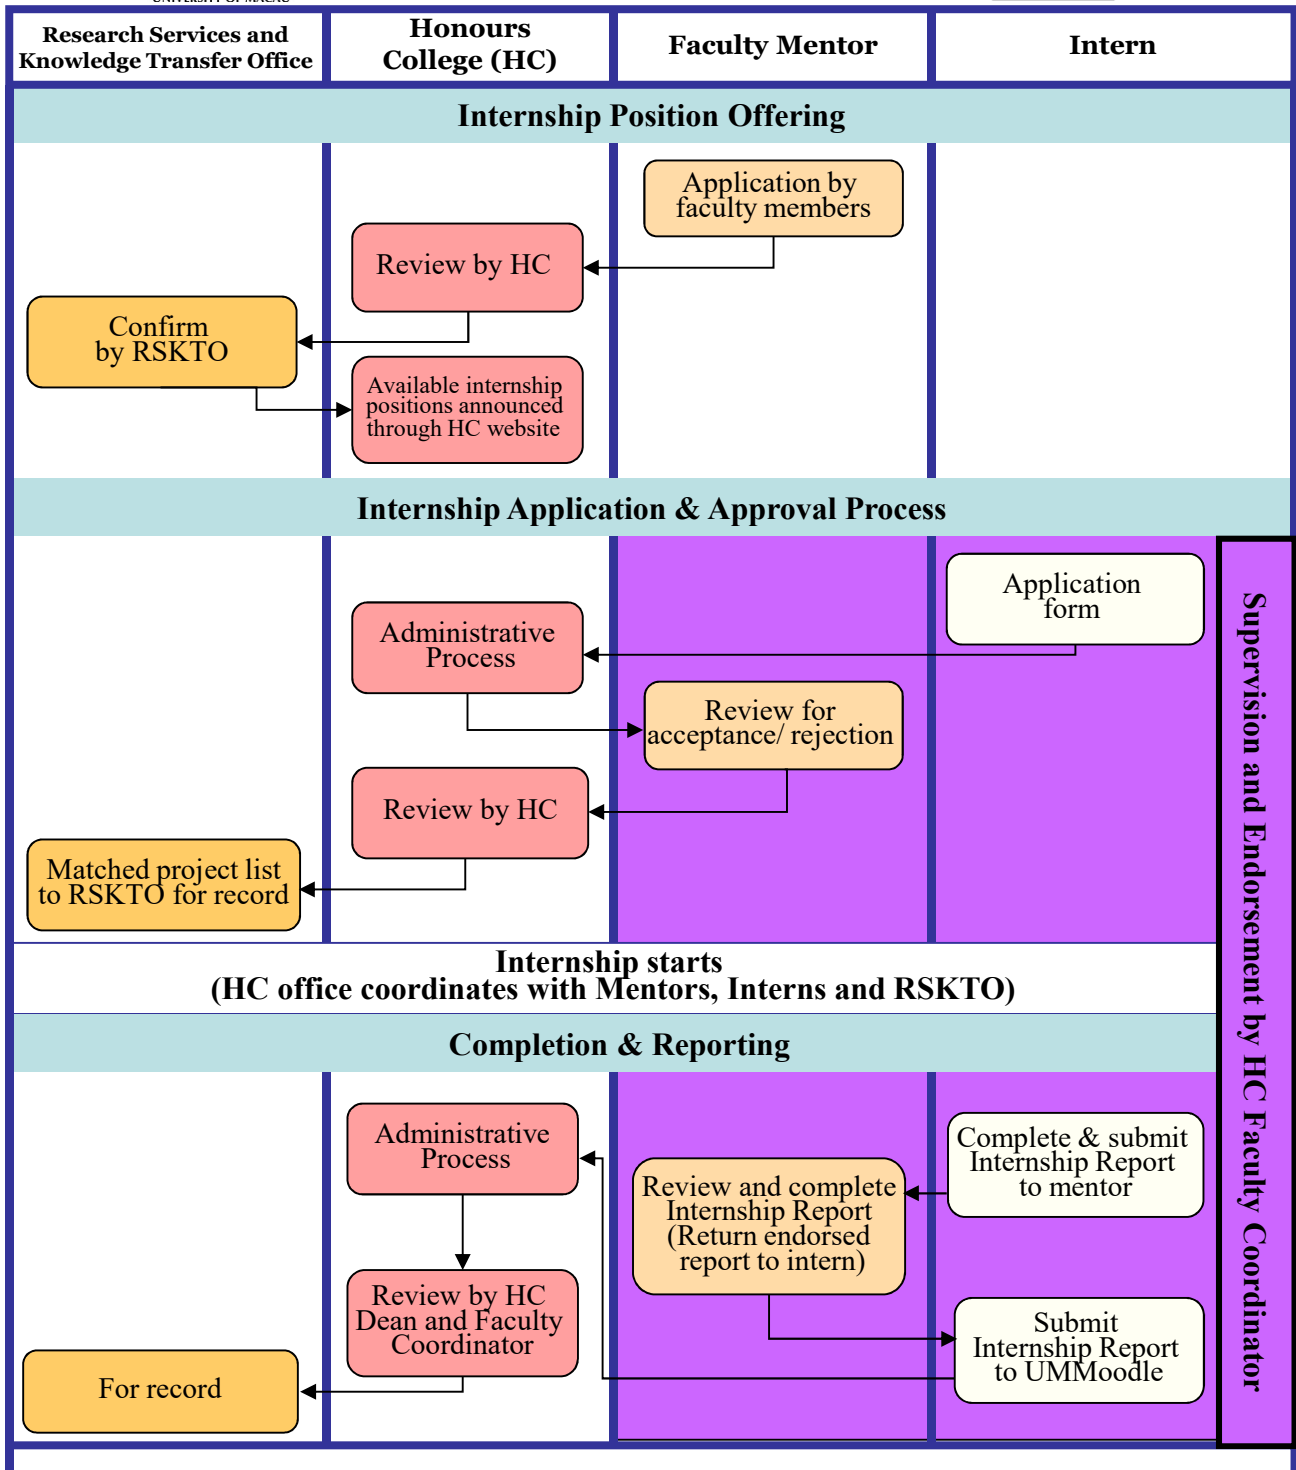 UNIVERSITY OF MACAU
Research Services and
Knowledge Transfer Office
Honours
College (HC)
Faculty Mentor
Intern
Internship Position Offering
Application by
faculty members
Review by HC
Confirm
by RSKTO
Available internship
positions announced
through HC website
Internship Application & Approval Process
Application
form
Administrative
Process
Review for
acceptance/ rejection
Review by HC
Matched project list
to RSKTO for record
Internship starts
(HC office coordinates with Mentors, Interns and RSKTO)
Completion & Reporting
Complete & submit
Internship Report
to mentor
Administrative
Process
Review and complete
Internship Report
(Return endorsed
report to intern)
Review by HC
Dean and Faculty
Coordinator
Submit
Internship Report
to UMMoodle
For record
Supervision and Endorsement by HC Faculty Coordinator